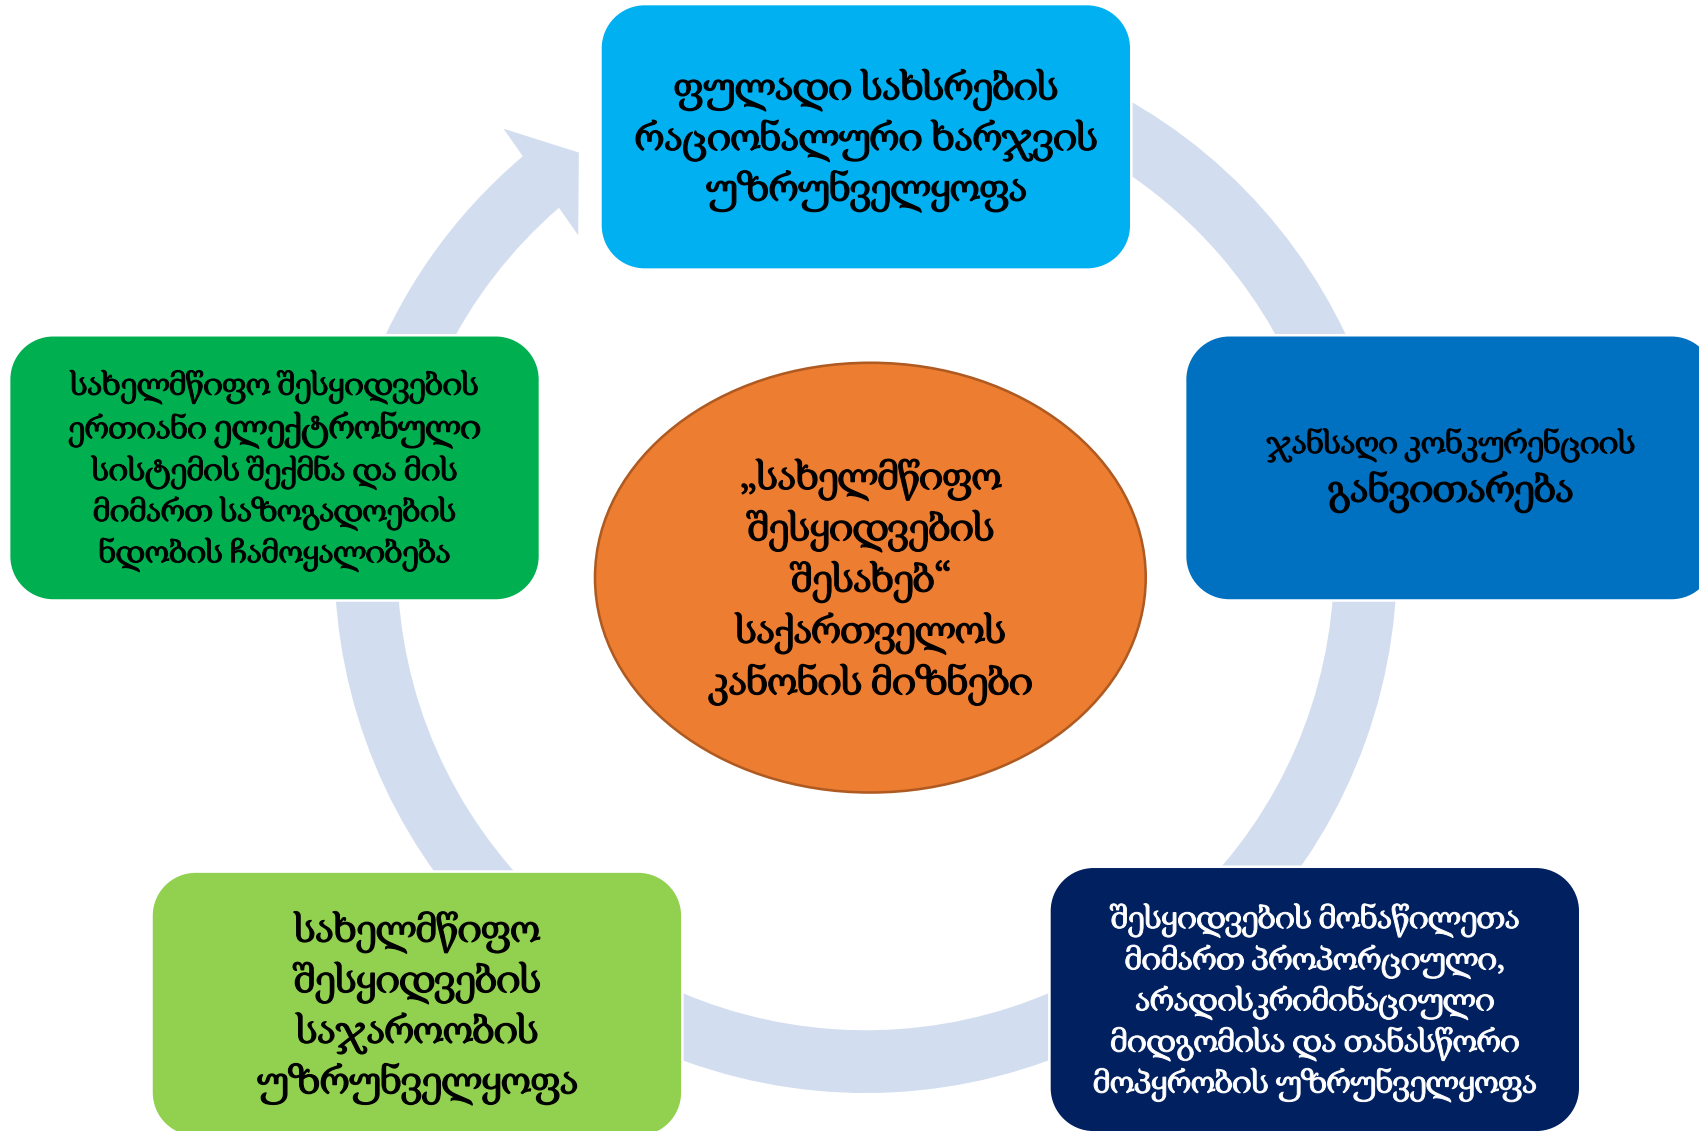 ფულადი სახსრების
რაციონალური ხარჯვის
უზრუნველყოფა
ჯანსაღი კონკურენციის
განვითარება
შესყიდვების მონაწილეთა
მიმართ პროპორციული,
არადისკრიმინაციული
მიდგომისა და თანასწორი
მოპყრობის უზრუნველყოფა
სახელმწიფო
შესყიდვების
საჯაროობის
უზრუნველყოფა
სახელმწიფო შესყიდვების
ერთიანი ელექტრონული
სისტემის შექმნა და მის
მიმართ საზოგადოების
ნდობის ჩამოყალიბება
„სახელმწიფო
შესყიდვების
შესახებ“
საქართველოს
კანონის მიზნები